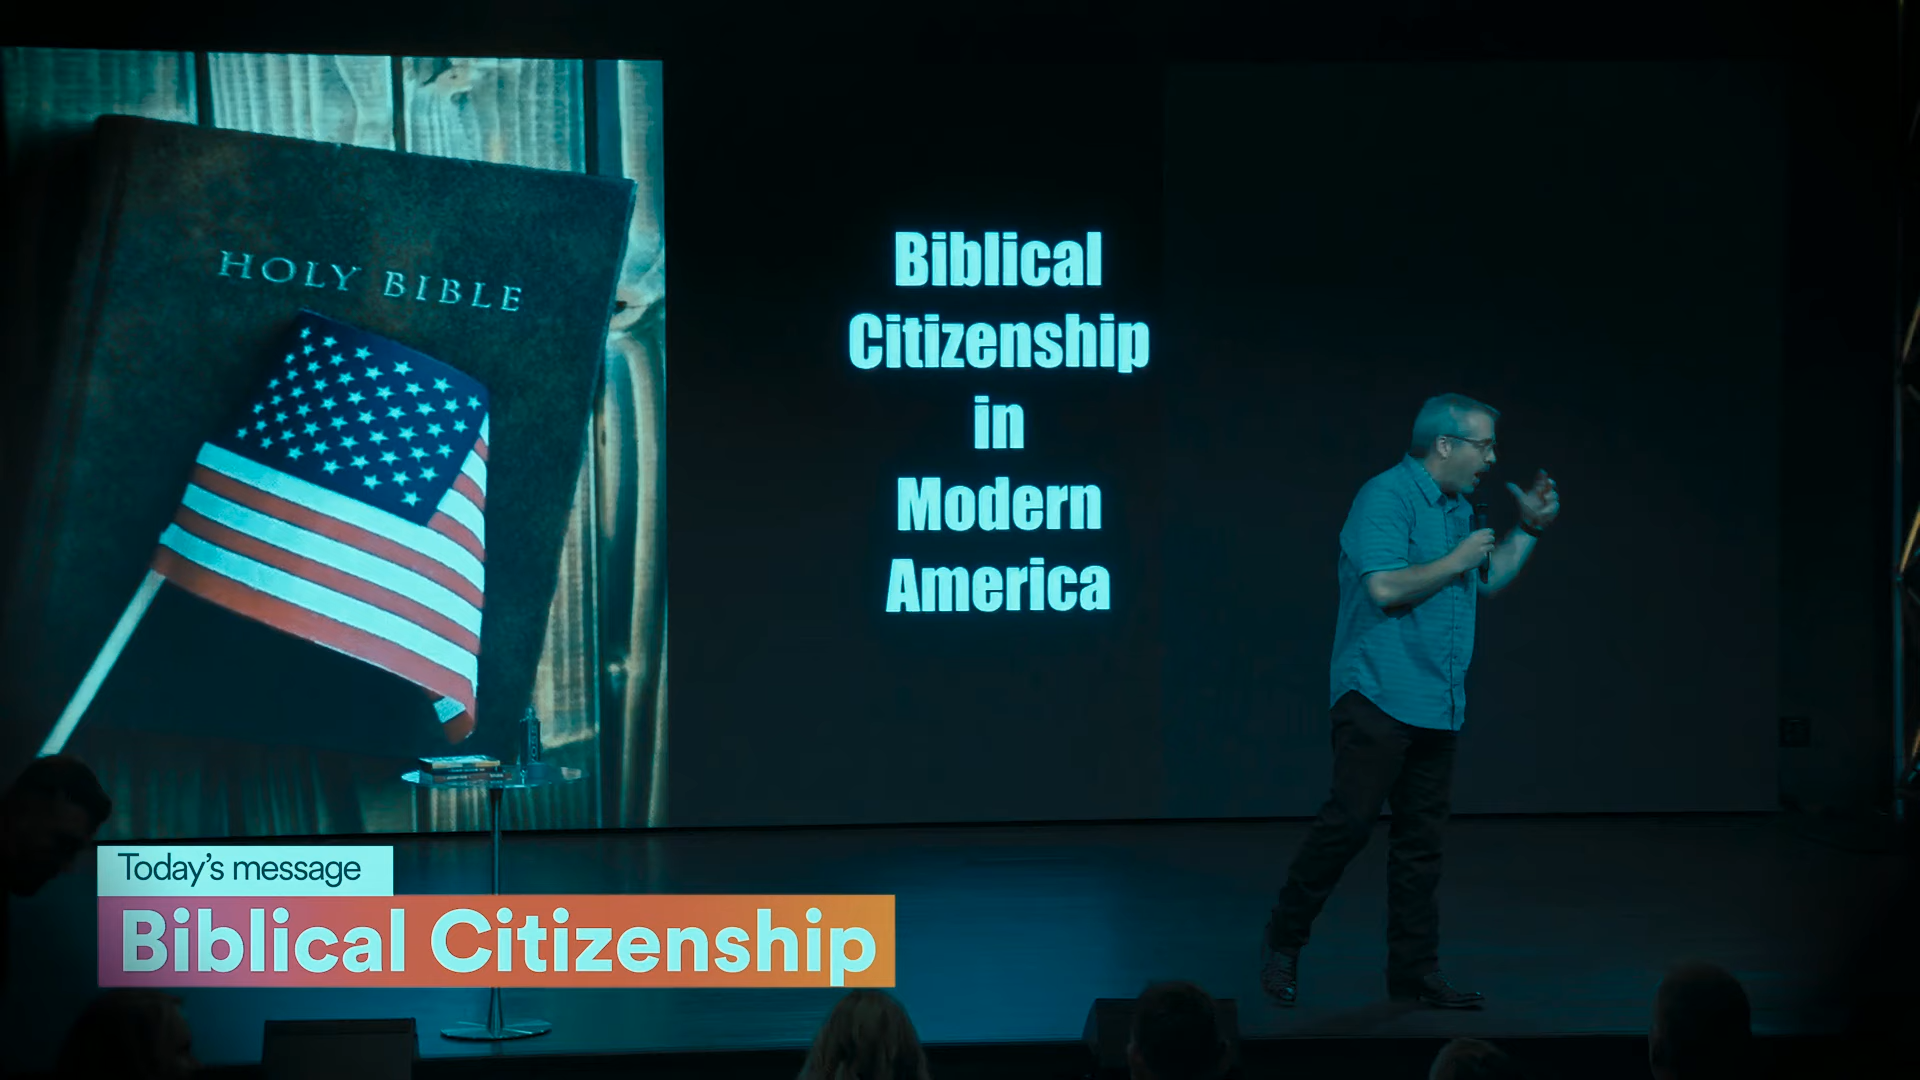 HOLY BIBLE
Biblical
Citizenship
in
Modern
America
Today's message
Biblical Citizenship